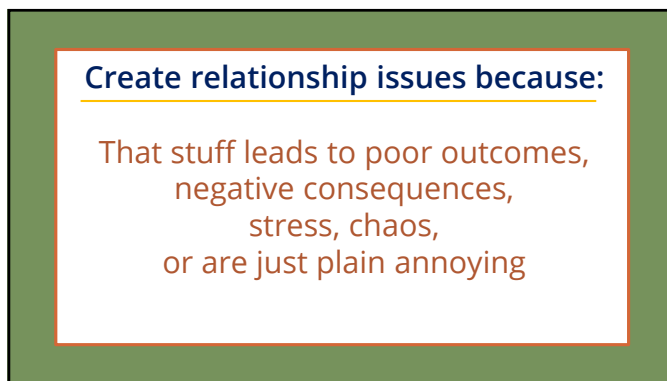 Create relationship issues because:
That stuff leads to poor outcomes,
negative consequences,
stress, chaos,
or are just plain annoying